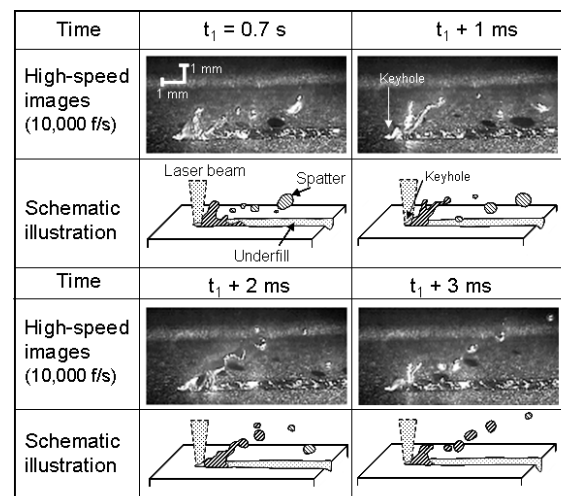 Time
t₁ = 0.7 s
t₁ + 1 ms
High-speed
images
(10,000 f/s)
1 mm
1 mm
Keyhole
Schematic
illustration
Laser beam
Spatter
Underfill
Keyhole
Time
t₁ + 2 ms
t₁ + 3 ms
High-speed
images
(10,000 f/s)
Schematic
illustration